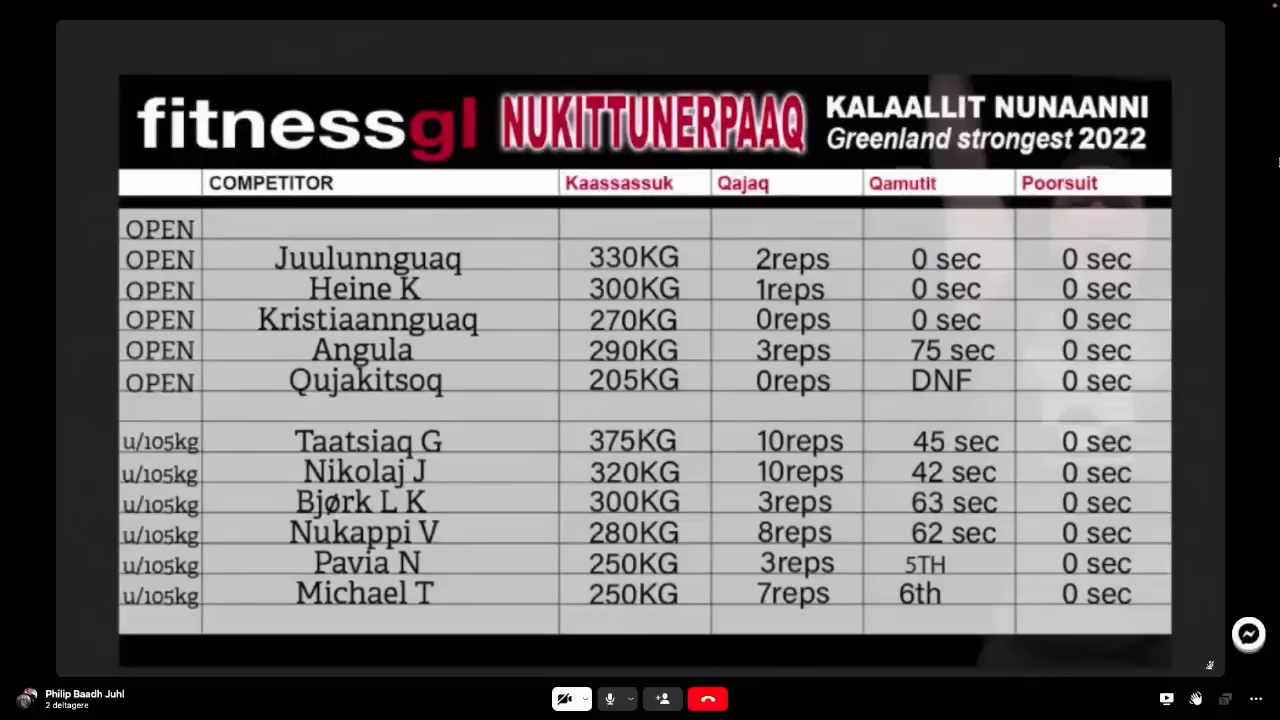 fitnessgl NUKITTUNERPAAQ KALAALLIT NUNAANNI
Greenland strongest 2022
COMPETITOR Kaassassuk Qajaq Qamutit Poorsuit
OPEN
OPEN Juulunnguaq 330KG 2reps 0 sec 0 sec
OPEN Heine K 300KG 1reps 0 sec 0 sec
OPEN Kristiaannguaq 270KG 0reps 0 sec 0 sec
OPEN Angula 290KG 3reps 75 sec 0 sec
OPEN Qujakitsoq 205KG 0reps DNF 0 sec
u/105kg Taatsiaq G 375KG 10reps 45 sec 0 sec
u/105kg Nikolaj J 320KG 10reps 42 sec 0 sec
u/105kg Bjørk L K 300KG 3reps 63 sec 0 sec
u/105kg Nukappi V 280KG 8reps 62 sec 0 sec
u/105kg Pavia N 250KG 3reps 5TH 0 sec
u/105kg Michael T 250KG 7reps 6th 0 sec
Philip Baadh Juhl
2 deltagere